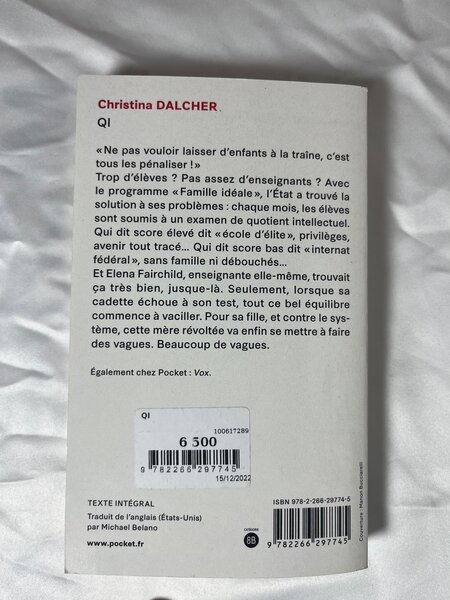 Christina DALCHER
QI
« Ne pas vouloir laisser d'enfants à la traîne, c'est
tous les pénaliser ! »
Trop d'élèves ? Pas assez d'enseignants ? Avec
le programme « Famille idéale », l'État a trouvé la
solution à ses problèmes : chaque mois, les élèves
sont soumis à un examen de quotient intellectuel.
Qui dit score élevé dit « école d'élite », privilèges,
avenir tout tracé... Qui dit score bas dit « internat
fédéral », sans famille ni débouchés...
Et Elena Fairchild, enseignante elle-même, trouvait
ça très bien, jusque-là. Seulement, lorsque sa
cadette échoue à son test, tout ce bel équilibre
commence à vaciller. Pour sa fille, et contre le sys-
tème, cette mère révoltée va enfin se mettre à faire
des vagues. Beaucoup de vagues.
Également chez Pocket : Vox.
QI
100617289
6 500
9 782266 297745
15/12/2022
TEXTE INTÉGRAL
Traduit de l'anglais (États-Unis)
par Michael Belano
www.pocket.fr
ISBN 978-2-266-29774-5
9 782266 297745
Couverture : Manon Bucciarelli